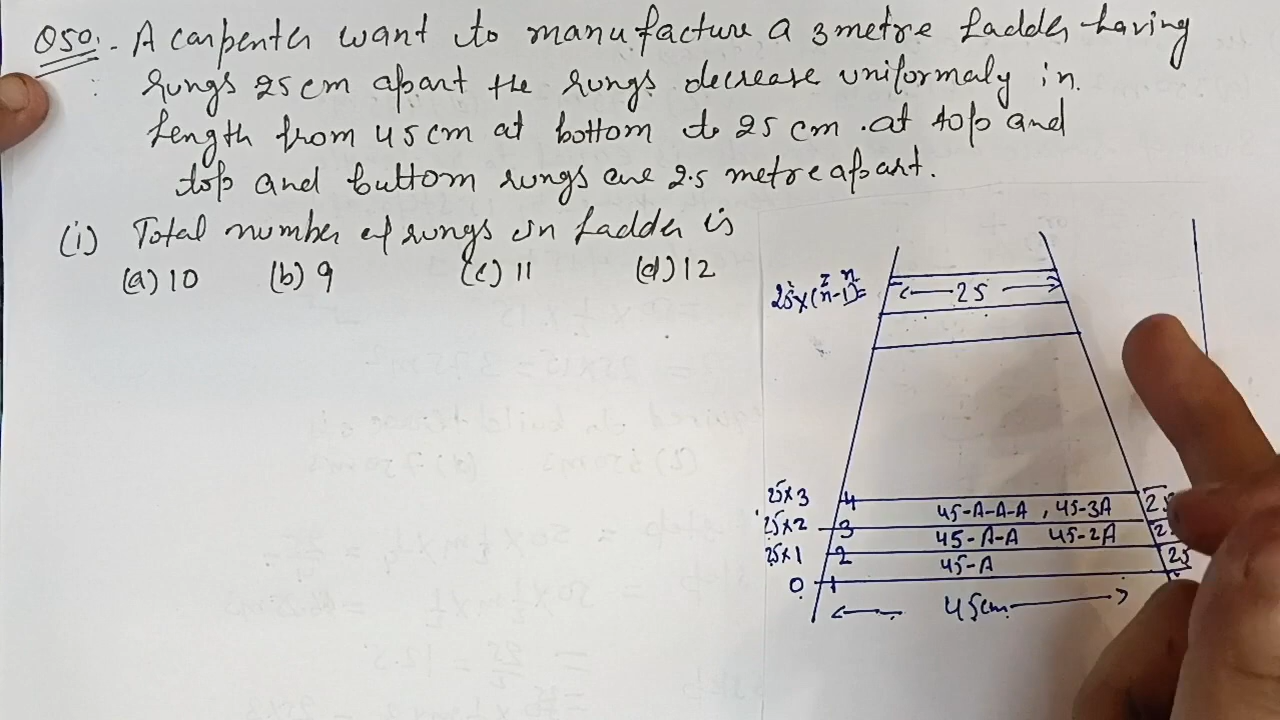 Q50.- A carpenter want to manufacture a 3 metre ladder having
rungs 25 cm apart the rungs decrease uniformaly in
length from 45 cm at bottom to 25 cm at top and
top and buttom rungs are 2.5 metre apart.
(i) Total number of rungs in ladder is
(a) 10 (b) 9 (c) 11 (d) 12
n
25×(n-1)= 25
25×3 4 45-A-A-A , 45-3A 25
25×2 3 45-A-A 45-2A
25×1 2 45-A 25
0 1
45cm